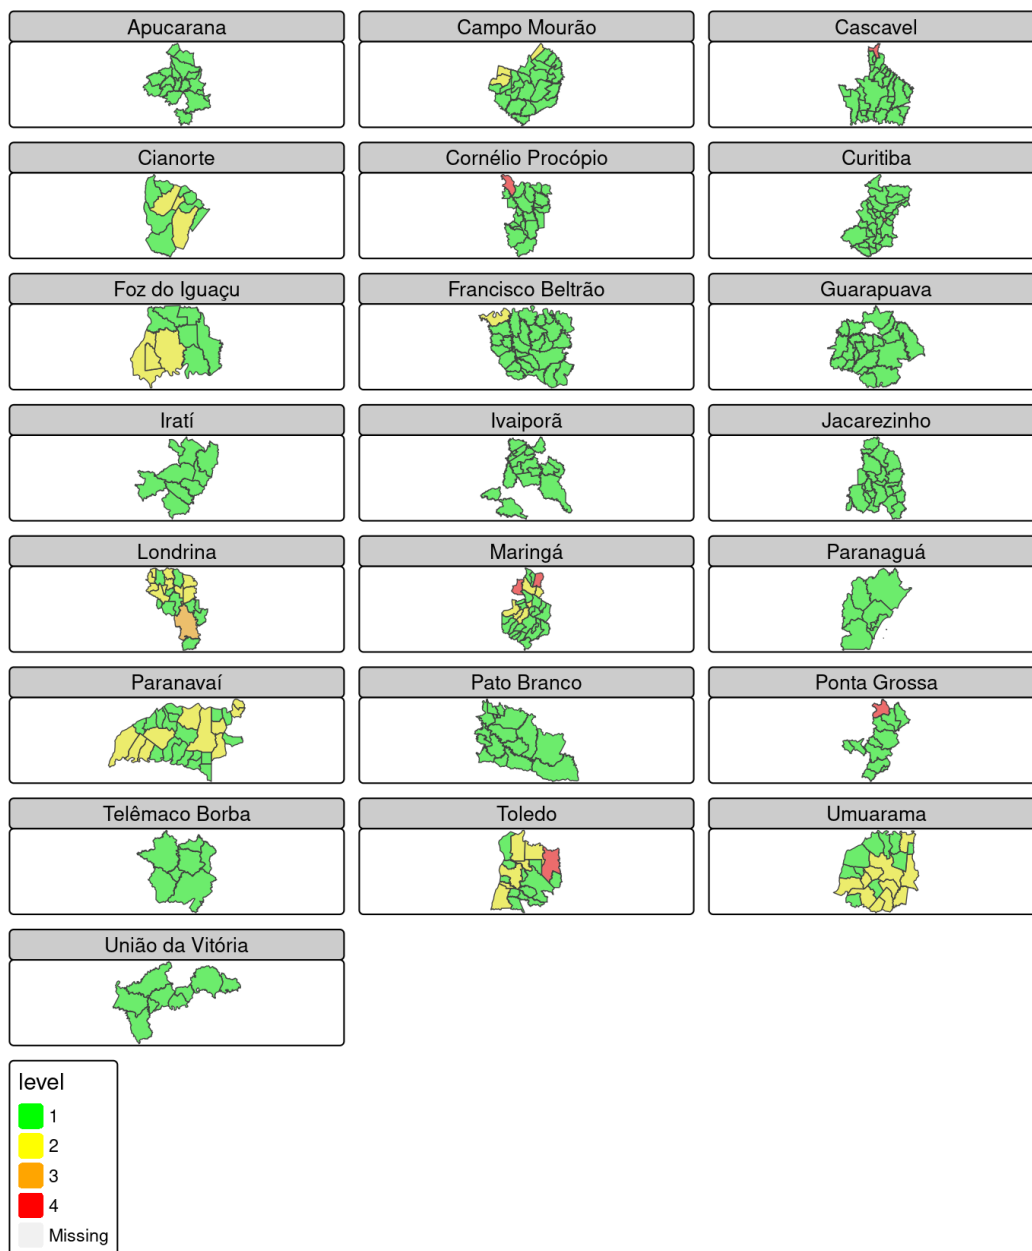 Apucarana
Campo Mourão
Cascavel
Cianorte
Cornélio Procópio
Curitiba
Foz do Iguaçu
Francisco Beltrão
Guarapuava
Iratí
Ivaiporã
Jacarezinho
Londrina
Maringá
Paranaguá
Paranavaí
Pato Branco
Ponta Grossa
Telêmaco Borba
Toledo
Umuarama
União da Vitória
level
1
2
3
4
Missing